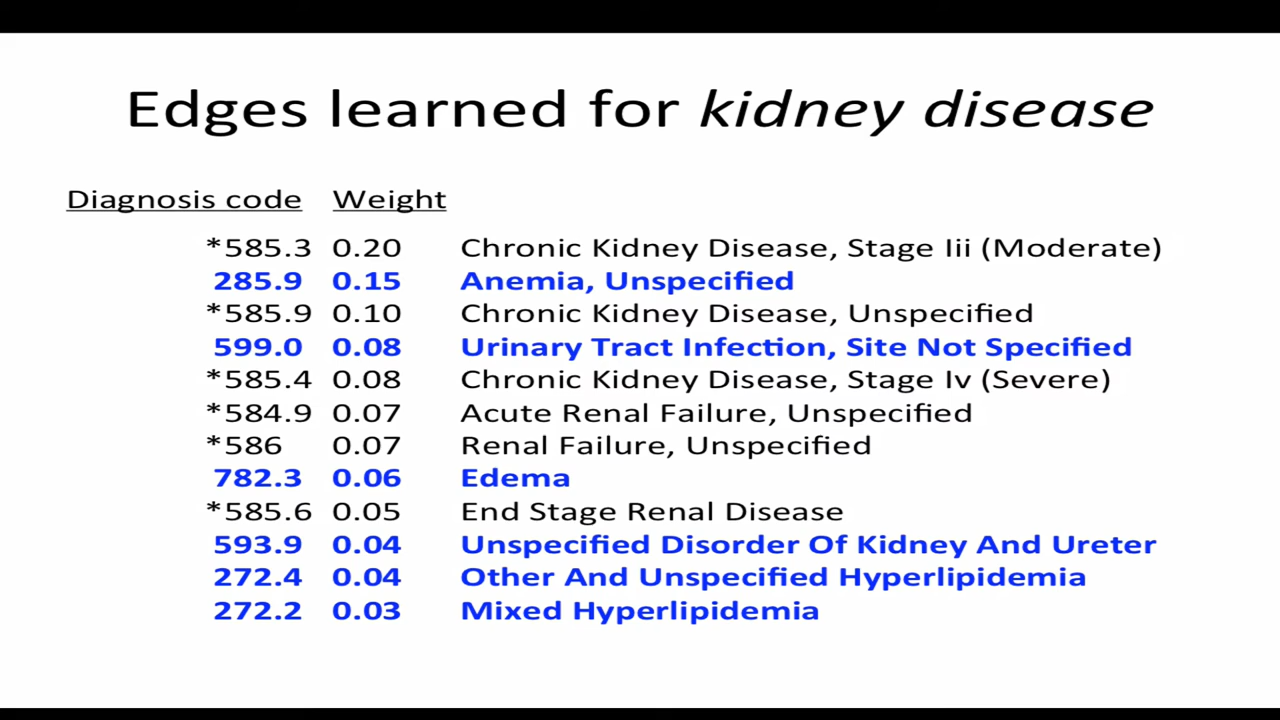 Edges learned for kidney disease
Diagnosis code Weight
*585.3 0.20 Chronic Kidney Disease, Stage Iii (Moderate)
285.9 0.15 Anemia, Unspecified
*585.9 0.10 Chronic Kidney Disease, Unspecified
599.0 0.08 Urinary Tract Infection, Site Not Specified
*585.4 0.08 Chronic Kidney Disease, Stage Iv (Severe)
*584.9 0.07 Acute Renal Failure, Unspecified
*586 0.07 Renal Failure, Unspecified
782.3 0.06 Edema
*585.6 0.05 End Stage Renal Disease
593.9 0.04 Unspecified Disorder Of Kidney And Ureter
272.4 0.04 Other And Unspecified Hyperlipidemia
272.2 0.03 Mixed Hyperlipidemia